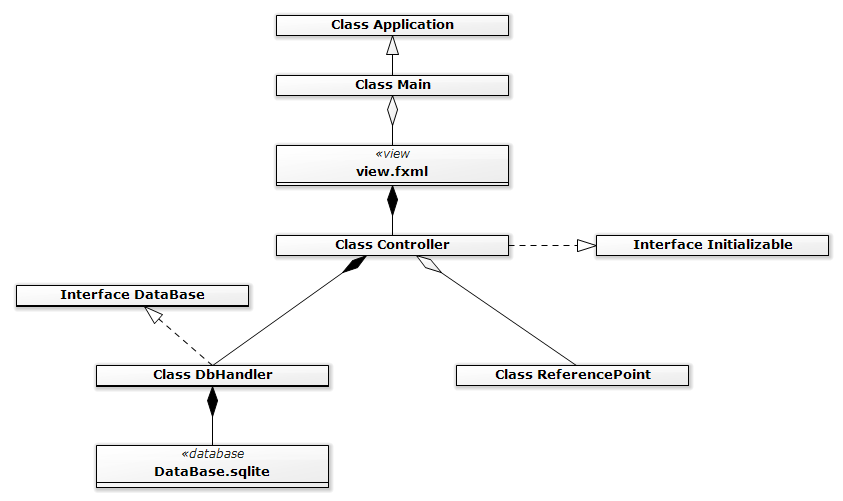 Class Application
Class Main
«view»
view.fxml
Class Controller
Interface Initializable
Interface DataBase
Class DbHandler
Class ReferencePoint
«database»
DataBase.sqlite